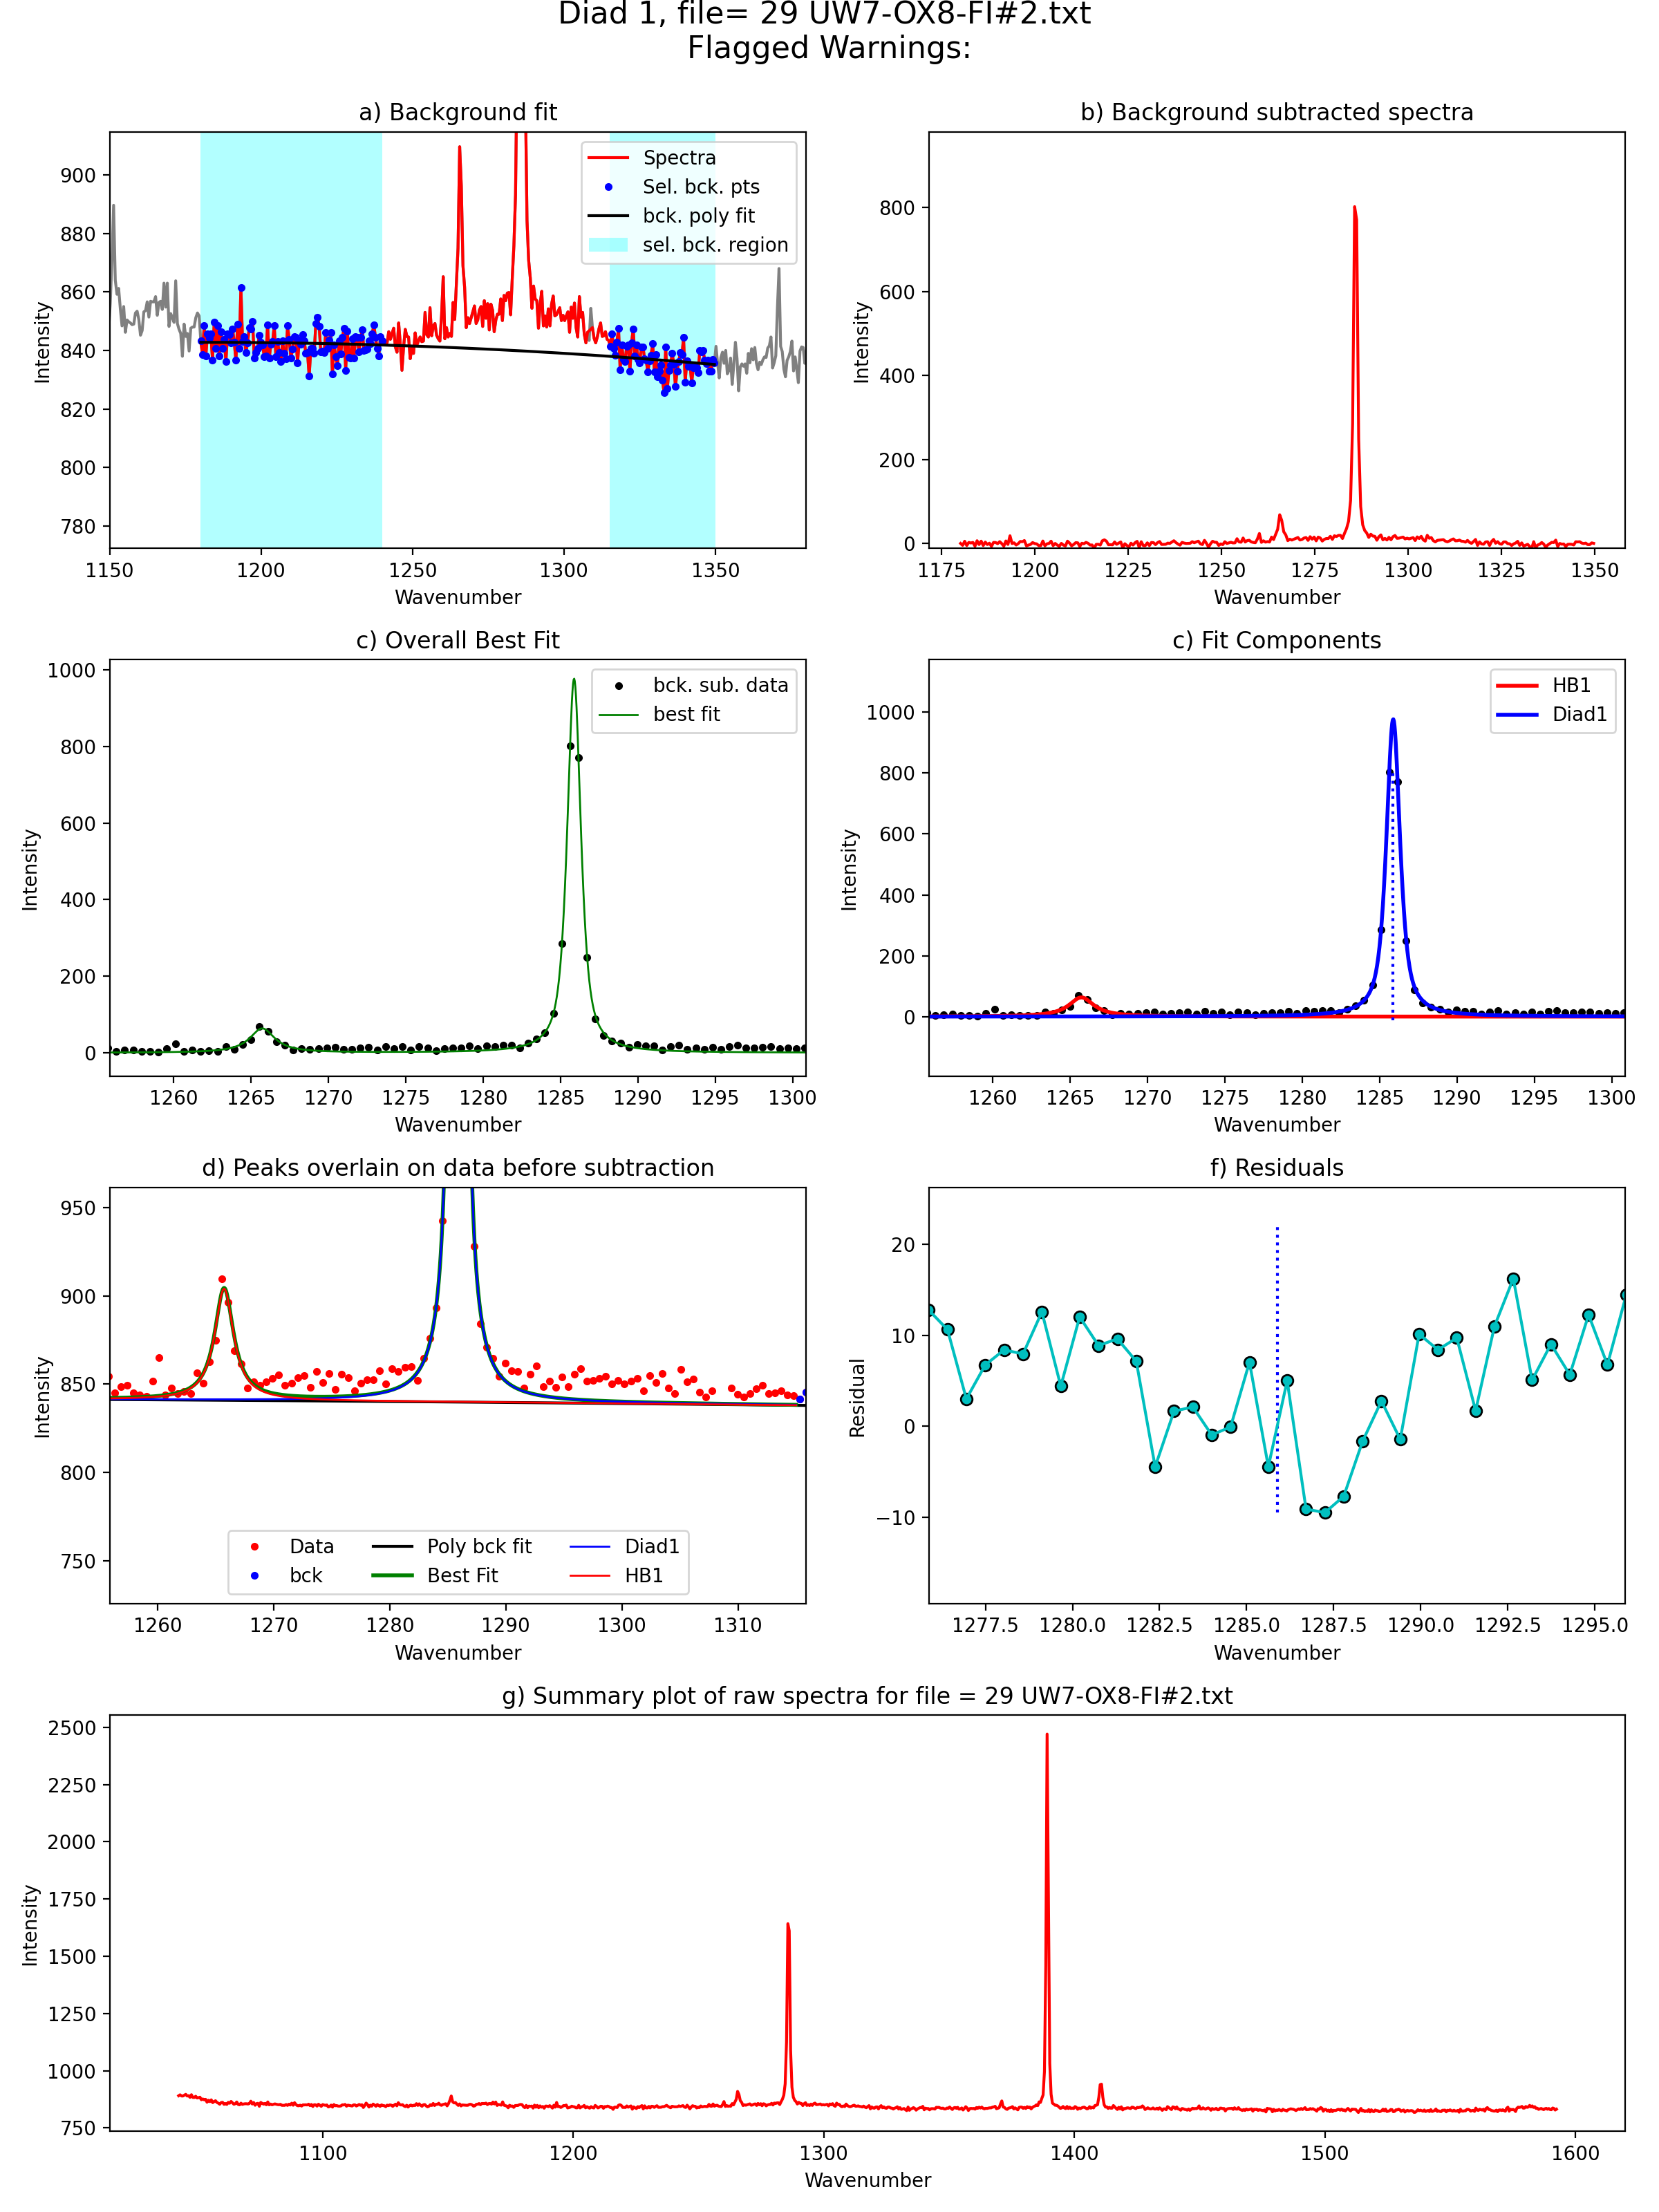 Diad 1, file= 29 UW7-OX8-FI#2.txt
Flagged Warnings:
a) Background fit
Spectra
Sel. bck. pts
bck. poly fit
sel. bck. region
900
880
860
840
820
800
780
Intensity
1150 1200 1250 1300 1350
Wavenumber
b) Background subtracted spectra
800
600
400
200
0
Intensity
1175 1200 1225 1250 1275 1300 1325 1350
Wavenumber
c) Overall Best Fit
bck. sub. data
best fit
1000
800
600
400
200
0
Intensity
1260 1265 1270 1275 1280 1285 1290 1295 1300
Wavenumber
c) Fit Components
HB1
Diad1
1000
800
600
400
200
0
Intensity
1260 1265 1270 1275 1280 1285 1290 1295 1300
Wavenumber
d) Peaks overlain on data before subtraction
950
900
850
800
750
Intensity
Data Poly bck fit Diad1
bck Best Fit HB1
1260 1270 1280 1290 1300 1310
Wavenumber
f) Residuals
20
10
0
−10
Residual
1277.5 1280.0 1282.5 1285.0 1287.5 1290.0 1292.5 1295.0
Wavenumber
g) Summary plot of raw spectra for file = 29 UW7-OX8-FI#2.txt
2500
2250
2000
1750
1500
1250
1000
750
Intensity
1100 1200 1300 1400 1500 1600
Wavenumber